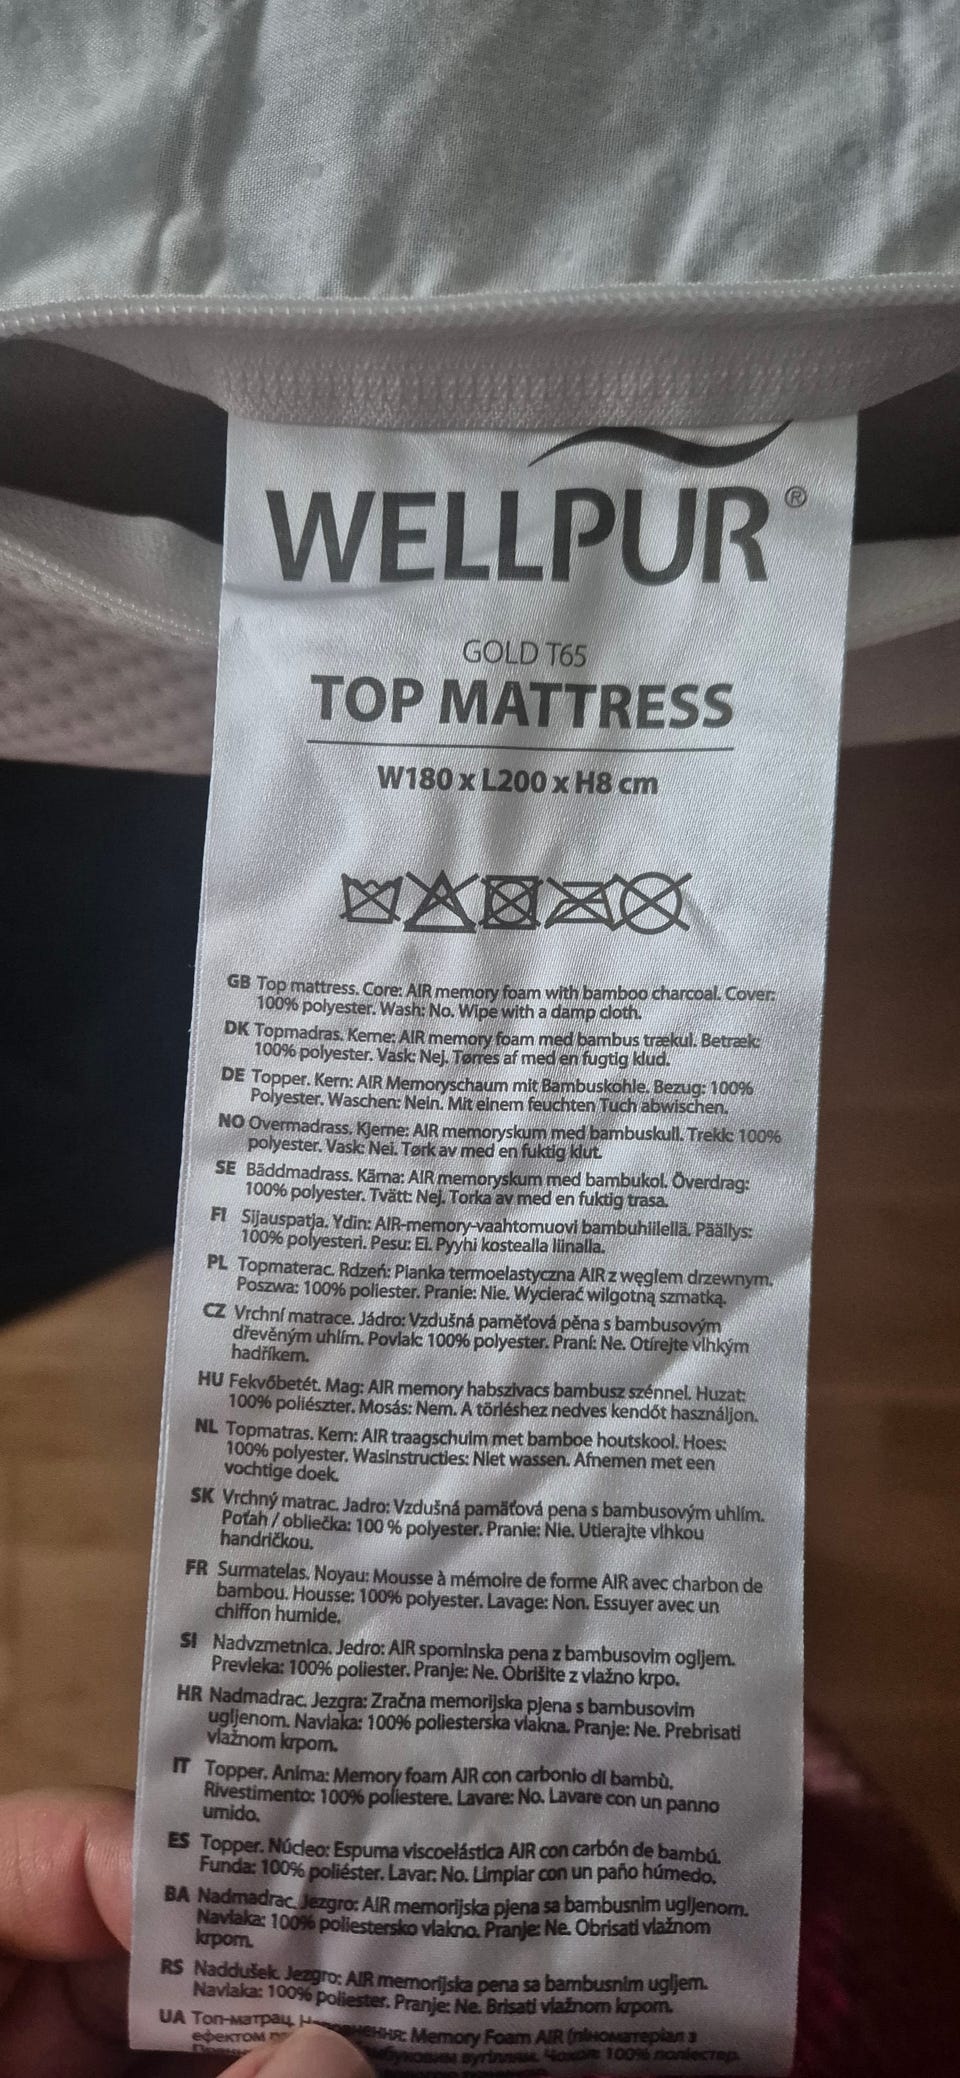 WELLPUR®
GOLD T65
TOP MATTRESS
W180 x L200 x H8 cm
GB Top mattress. Core: AIR memory foam with bamboo charcoal. Cover:
100% polyester. Wash: No. Wipe with a damp cloth.
DK Topmadras. Kerne: AIR memory foam med bambus trækul. Betræk:
100% polyester. Vask: Nej. Tørres af med en fugtig klud.
DE Topper. Kern: AIR Memoryschaum mit Bambuskohle. Bezug: 100%
Polyester. Waschen: Nein. Mit einem feuchten Tuch abwischen.
NO Overmadrass. Kjerne: AIR memoryskum med bambuskull. Trekk: 100%
polyester. Vask: Nei. Tørk av med en fuktig klut.
SE Bäddmadrass. Kärna: AIR memoryskum med bambukol. Överdrag:
100% polyester. Tvätt: Nej. Torka av med en fuktig trasa.
FI Sijauspatja. Ydin: AIR-memory-vaahtomuovi bambuhiilellä. Päällys:
100% polyesteri. Pesu: Ei. Pyyhi kostealla liinalla.
PL Topmaterac. Rdzeń: Pianka termoelastyczna AIR z węglem drzewnym.
Poszwa: 100% poliester. Pranie: Nie. Wycierać wilgotną szmatką.
CZ Vrchní matrace. Jádro: Vzdušná paměťová pěna s bambusovým
dřevěným uhlím. Povlak: 100% polyester. Praní: Ne. Otírejte vlhkým
hadříkem.
HU Fekvőbetét. Mag: AIR memory habszivacs bambusz szénnel. Huzat:
100% poliészter. Mosás: Nem. A törléshez nedves kendőt használjon.
NL Topmatras. Kern: AIR traagschuim met bamboe houtskool. Hoes:
100% polyester. Wasinstructies: Niet wassen. Afnemen met een
vochtige doek.
SK Vrchný matrac. Jadro: Vzdušná pamäťová pena s bambusovým uhlím.
Poťah / obliečka: 100 % polyester. Pranie: Nie. Utierajte vlhkou
handričkou.
FR Surmatelas. Noyau: Mousse à mémoire de forme AIR avec charbon de
bambou. Housse: 100% polyester. Lavage: Non. Essuyer avec un
chiffon humide.
SI Nadvzmetnica. Jedro: AIR spominska pena z bambusovim ogljem.
Prevleka: 100% poliester. Pranje: Ne. Obrišite z vlažno krpo.
HR Nadmadrac. Jezgra: Zračna memorijska pjena s bambusovim
ugljenom. Navlaka: 100% poliesterska vlakna. Pranje: Ne. Prebrisati
vlažnom krpom.
IT Topper. Anima: Memory foam AIR con carbonio di bambù.
Rivestimento: 100% poliestere. Lavare: No. Lavare con un panno
umido.
ES Topper. Núcleo: Espuma viscoelástica AIR con carbón de bambú.
Funda: 100% poliéster. Lavar: No. Limpiar con un paño húmedo.
BA Nadmadrac. Jezgro: AIR memorijska pjena sa bambusnim ugljenom.
Navlaka: 100% poliestersko vlakno. Pranje: Ne. Obrisati vlažnom
krpom.
RS Naddušek. Jezgro: AIR memorijska pena sa bambusnim ugljem.
Navlaka: 100% poliester. Pranje: Ne. Brisati vlažnom krpom.
UA Топ-матрац. Memory Foam AIR (піноматеріал з
ефектом
вугіллям. Чохол: 100% поліестер.